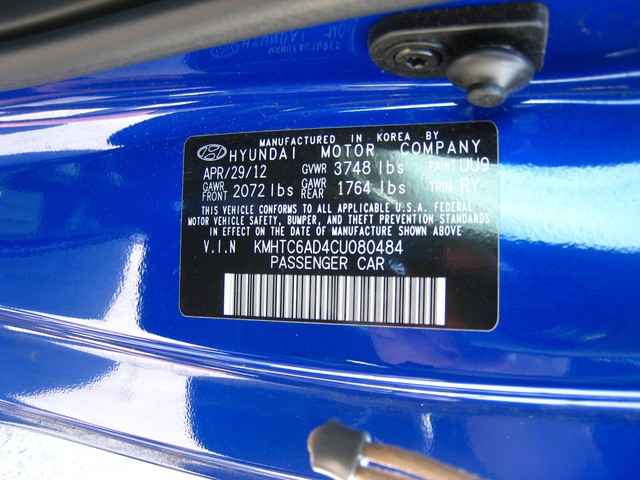 MANUFACTURED IN KOREA BY
HYUNDAI MOTOR COMPANY
APR/29/12 GVWR 3748 lbs PAINT UU9
GAWR FRONT 2072 lbs GAWR REAR 1764 lbs TRIM RY
THIS VEHICLE CONFORMS TO ALL APPLICABLE U.S.A. FEDERAL
MOTOR VEHICLE SAFETY, BUMPER, AND THEFT PREVENTION STANDARDS
IN EFFECT ON THE DATE OF MANUFACTURE SHOWN ABOVE
V.I.N KMHTC6AD4CU080484
PASSENGER CAR